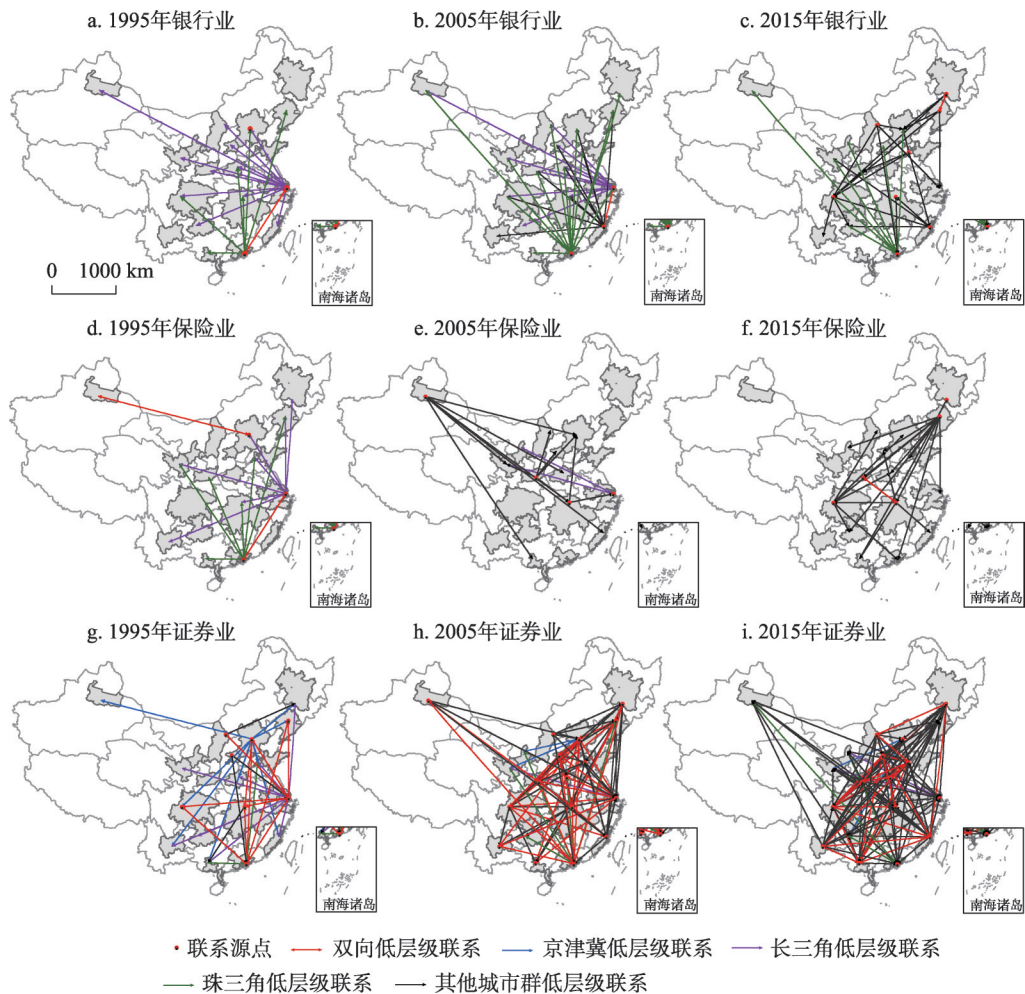 a. 1995年银行业
b. 2005年银行业
c. 2015年银行业
0 1000 km
南海诸岛
南海诸岛
南海诸岛
d. 1995年保险业
e. 2005年保险业
f. 2015年保险业
南海诸岛
南海诸岛
南海诸岛
g. 1995年证券业
h. 2005年证券业
i. 2015年证券业
南海诸岛
南海诸岛
南海诸岛
联系源点 双向低层级联系 京津冀低层级联系 长三角低层级联系
珠三角低层级联系 其他城市群低层级联系